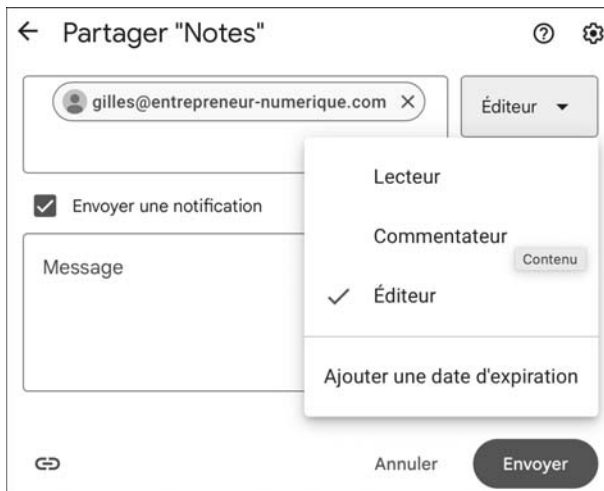 Partager "Notes"
gilles@entrepreneur-numerique.com
Éditeur
Lecteur
Envoyer une notification
Commentateur
Contenu
Message
Éditeur
Ajouter une date d'expiration
Annuler
Envoyer